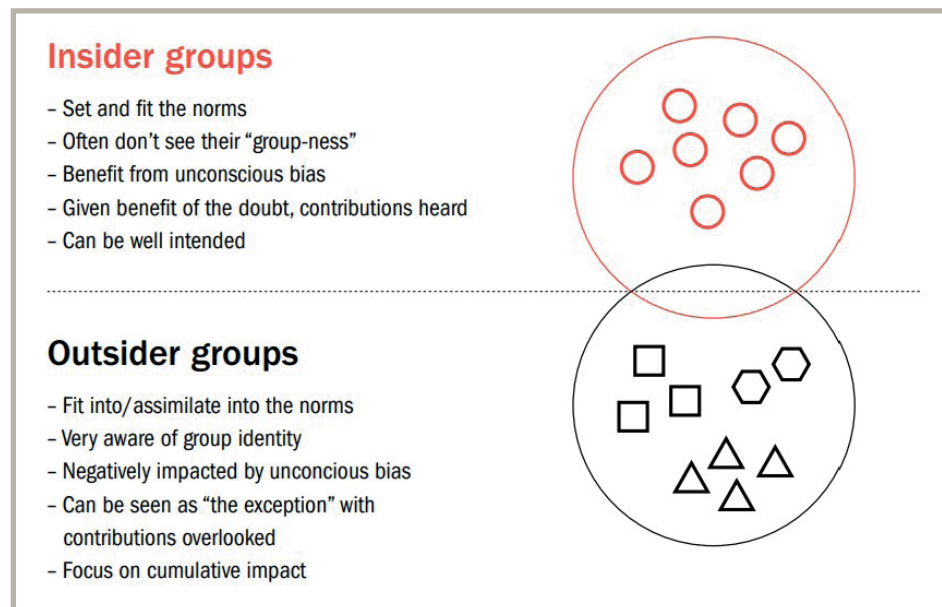 Insider groups
– Set and fit the norms
– Often don’t see their “group-ness”
– Benefit from unconscious bias
– Given benefit of the doubt, contributions heard
– Can be well intended
Outsider groups
– Fit into/assimilate into the norms
– Very aware of group identity
– Negatively impacted by unconcious bias
– Can be seen as “the exception” with
contributions overlooked
– Focus on cumulative impact